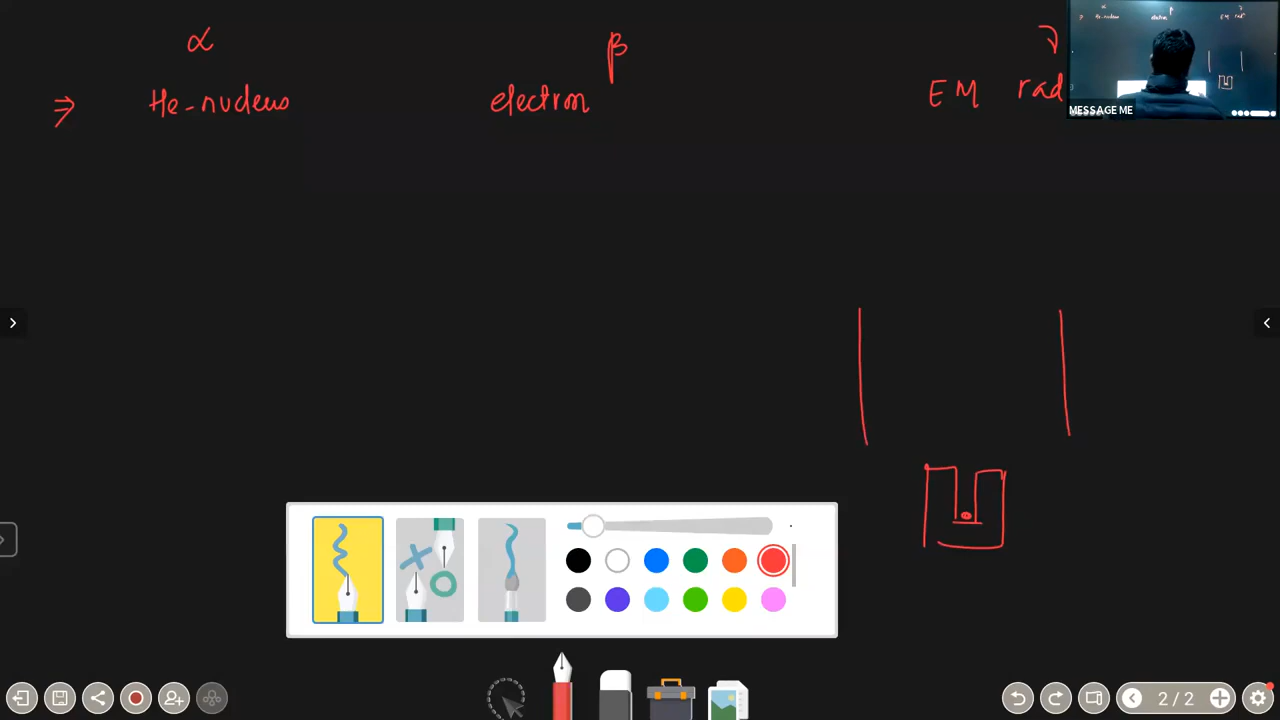 α β γ
⇒ He-nucleus electron EM rad
MESSAGE ME
2/2